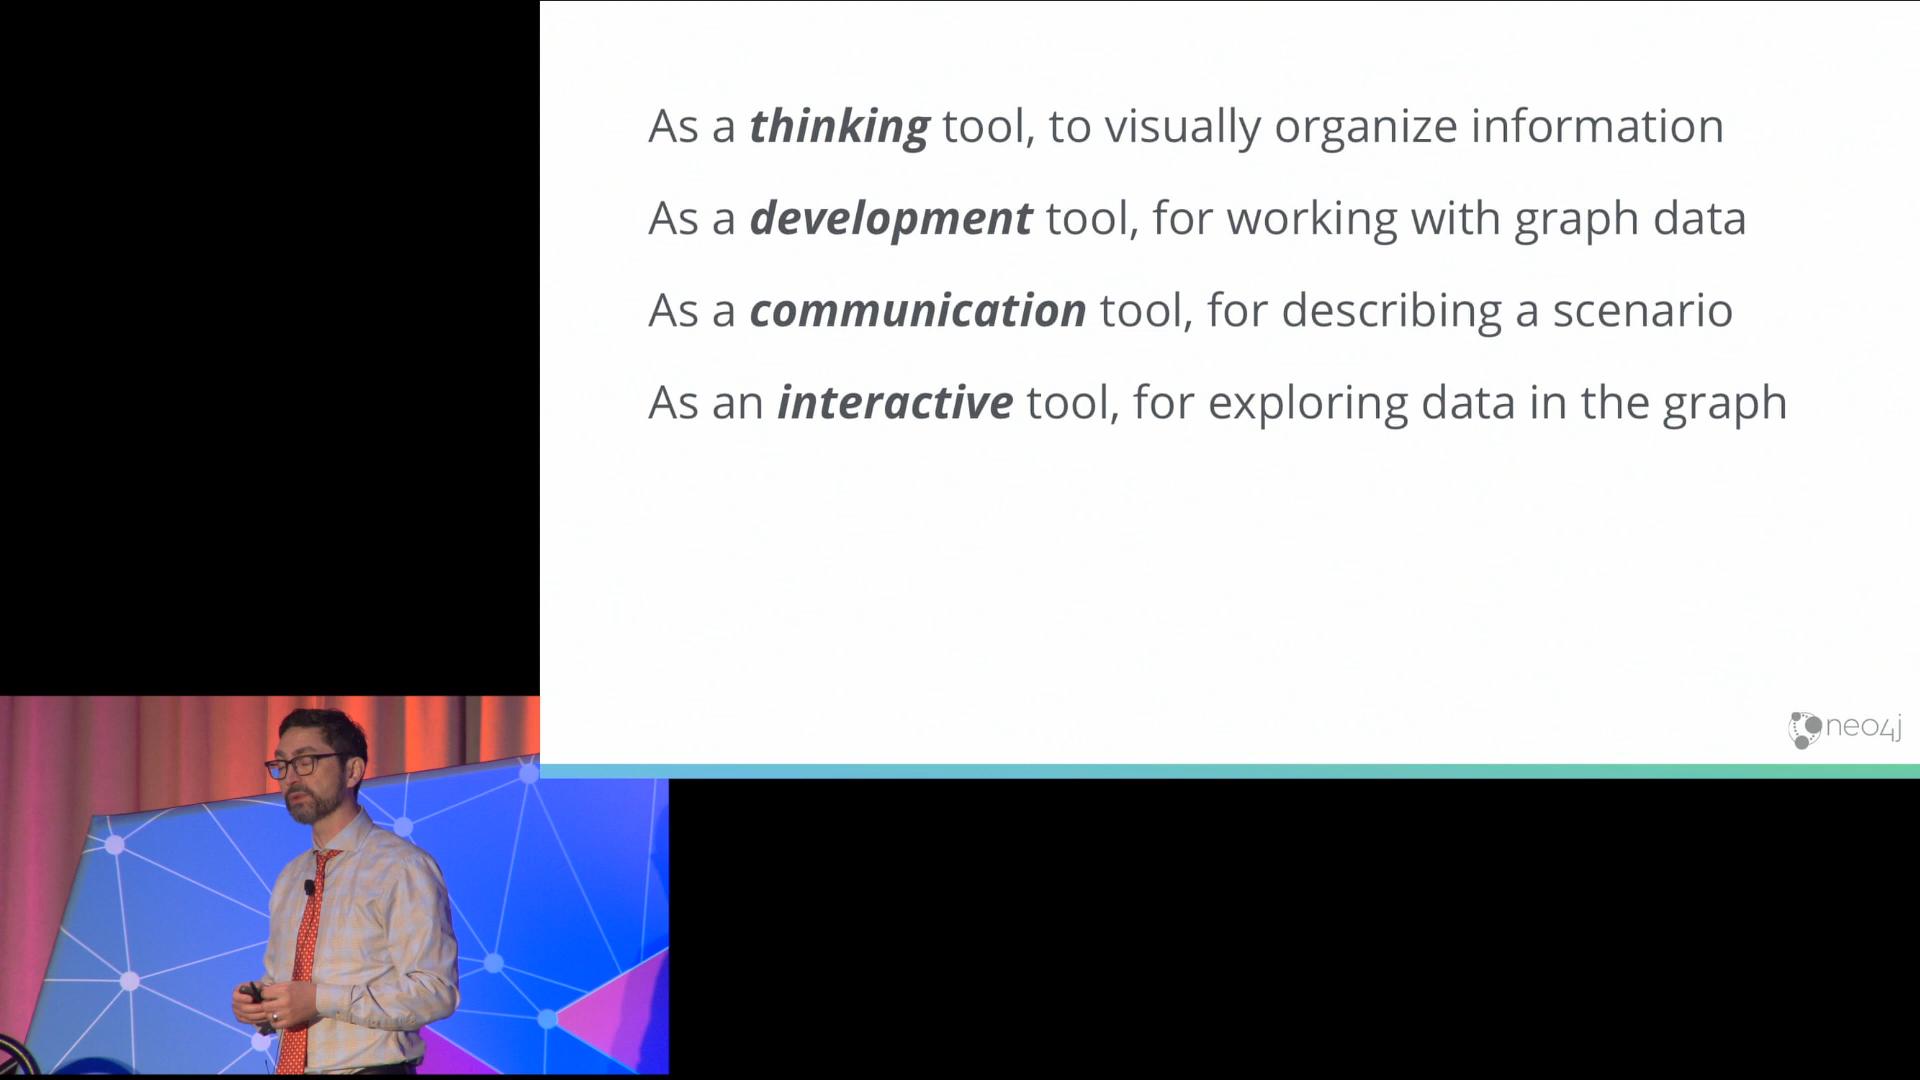 As a thinking tool, to visually organize information
As a development tool, for working with graph data
As a communication tool, for describing a scenario
As an interactive tool, for exploring data in the graph
neo4j